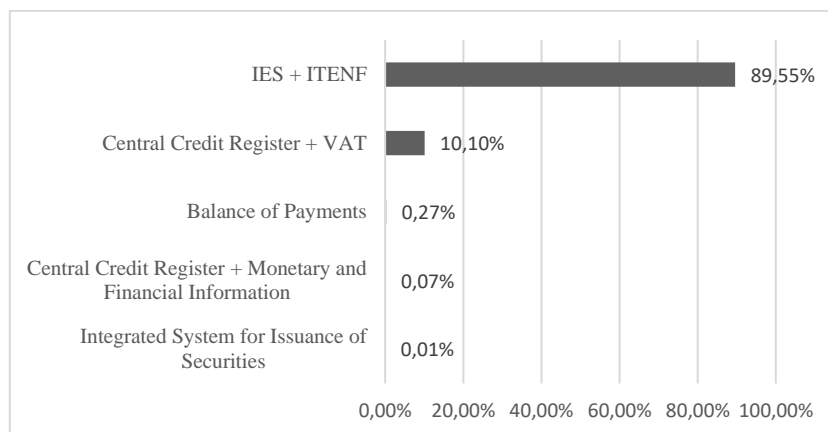 IES + ITENF
89,55%
Central Credit Register + VAT
10,10%
Balance of Payments
0,27%
Central Credit Register + Monetary and
Financial Information
0,07%
Integrated System for Issuance of
Securities
0,01%
0,00% 20,00% 40,00% 60,00% 80,00% 100,00%